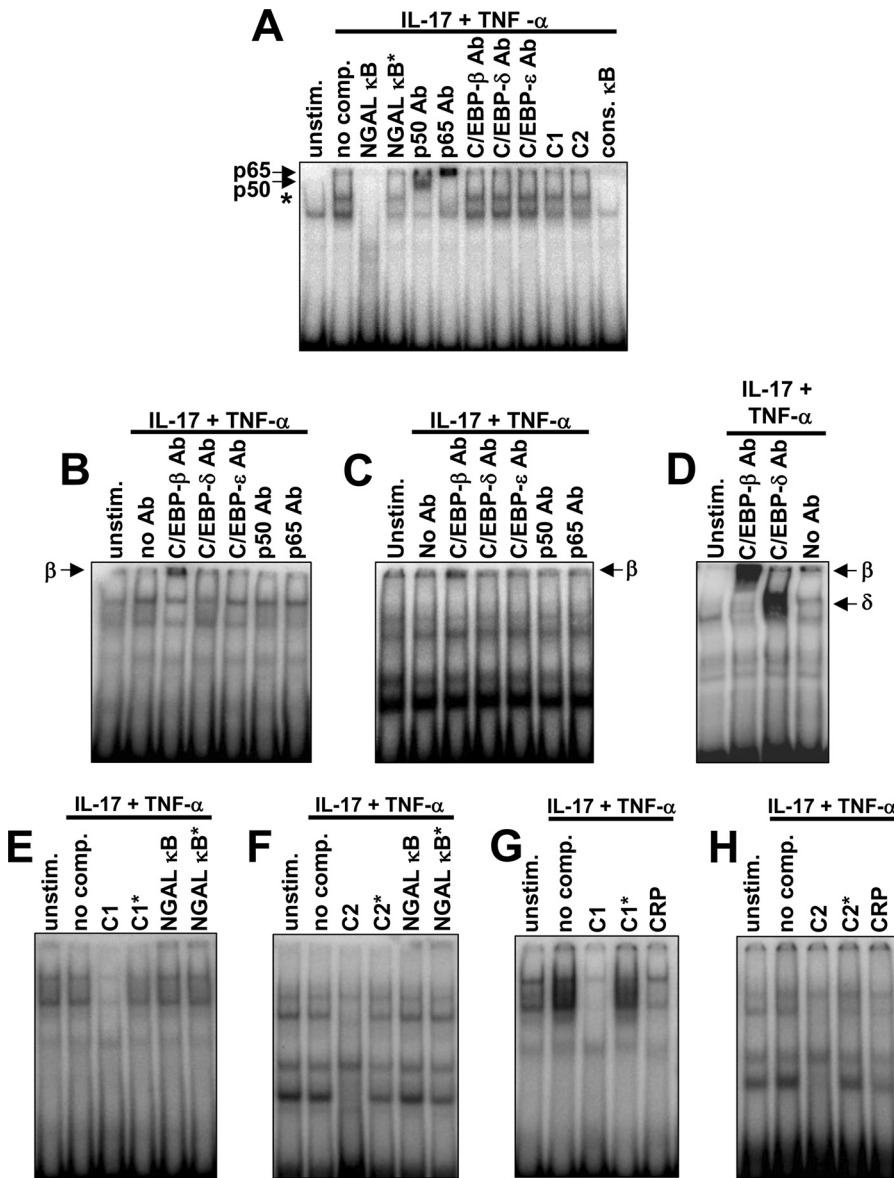 A
IL-17 + TNF -α
unstim.
no comp.
NGAL κB
NGAL κB*
p50 Ab
p65 Ab
C/EBP-β Ab
C/EBP-δ Ab
C/EBP-ε Ab
C1
C2
cons. κB
p65
p50
*
B
IL-17 + TNF-α
unstim.
no Ab
C/EBP-β Ab
C/EBP-δ Ab
C/EBP-ε Ab
p50 Ab
p65 Ab
β
C
IL-17 + TNF-α
Unstim.
No Ab
C/EBP-β Ab
C/EBP-δ Ab
C/EBP-ε Ab
p50 Ab
p65 Ab
β
D
IL-17 +
TNF-α
Unstim.
C/EBP-β Ab
C/EBP-δ Ab
No Ab
β
δ
E
IL-17 + TNF-α
unstim.
no comp.
C1
C1*
NGAL κB
NGAL κB*
F
IL-17 + TNF-α
unstim.
no comp.
C2
C2*
NGAL κB
NGAL κB*
G
IL-17 + TNF-α
unstim.
no comp.
C1
C1*
CRP
H
IL-17 + TNF-α
unstim.
no comp.
C2
C2*
CRP